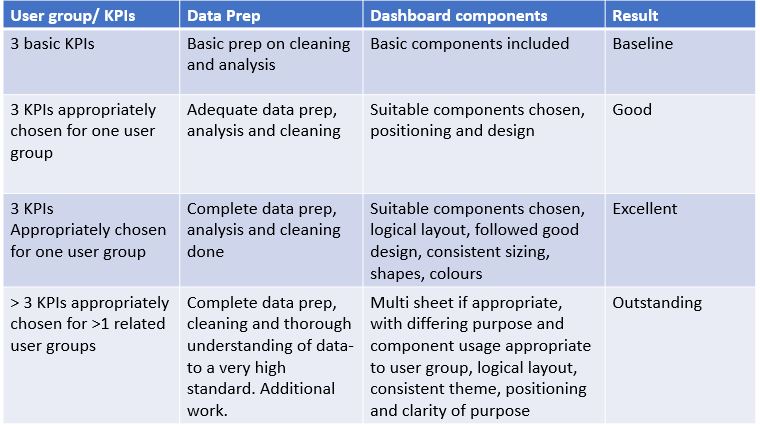 User group/ KPIs
Data Prep
Dashboard components
Result
3 basic KPIs
Basic prep on cleaning
and analysis
Basic components included
Baseline
3 KPIs appropriately
chosen for one user
group
Adequate data prep,
analysis and cleaning
Suitable components chosen,
positioning and design
Good
3 KPIs
Appropriately chosen
for one user group
Complete data prep,
analysis and cleaning
done
Suitable components chosen,
logical layout, followed good
design, consistent sizing,
shapes, colours
Excellent
> 3 KPIs appropriately
chosen for >1 related
user groups
Complete data prep,
cleaning and thorough
understanding of data-
to a very high
standard. Additional
work.
Multi sheet if appropriate,
with differing purpose and
component usage appropriate
to user group, logical layout,
consistent theme, positioning
and clarity of purpose
Outstanding